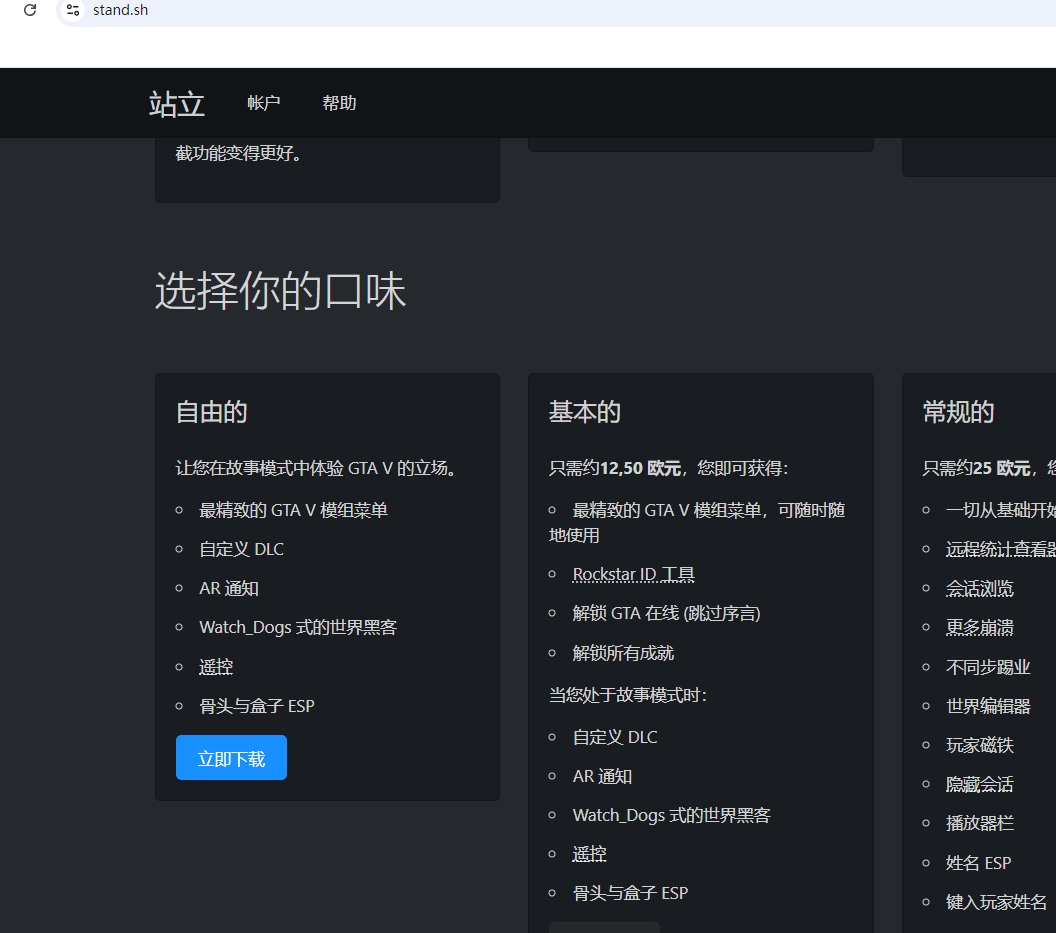 stand.sh
站立 帐户 帮助
截功能变得更好。
选择你的口味
自由的
让您在故事模式中体验 GTA V 的立场。
最精致的 GTA V 模组菜单
自定义 DLC
AR 通知
Watch_Dogs 式的世界黑客
遥控
骨头与盒子 ESP
立即下载
基本的
只需约12,50 欧元，您即可获得：
最精致的 GTA V 模组菜单，可随时随
地使用
Rockstar ID 工具
解锁 GTA 在线 (跳过序言)
解锁所有成就
当您处于故事模式时：
自定义 DLC
AR 通知
Watch_Dogs 式的世界黑客
遥控
骨头与盒子 ESP
常规的
只需约25 欧元，您
一切从基础开始
远程统计查看器
会话浏览
更多崩溃
不同步踢业
世界编辑器
玩家磁铁
隐藏会话
播放器栏
姓名 ESP
键入玩家姓名